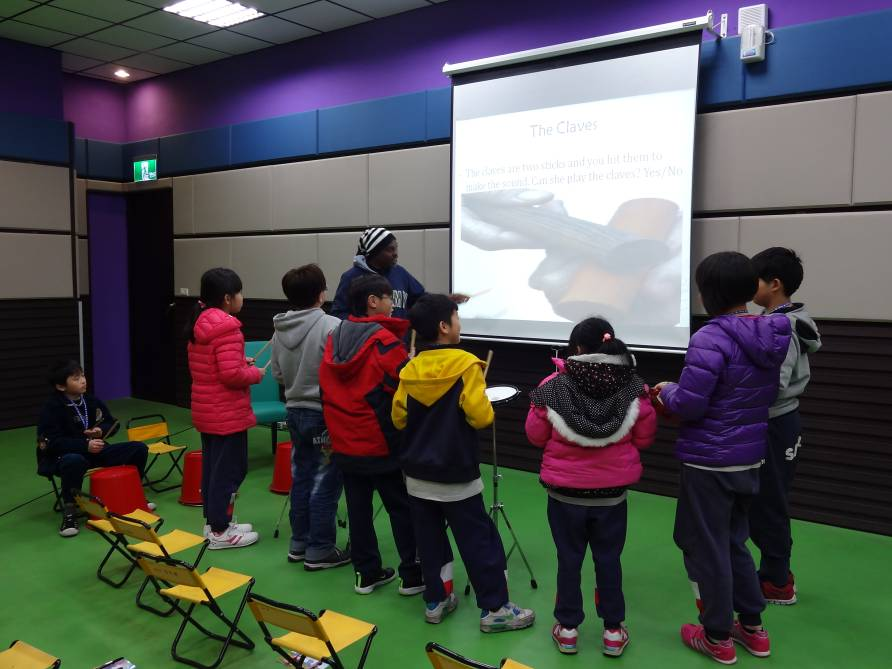 The Claves
The claves are two sticks and you hit them to
make the sound. Can she play the claves? Yes/No